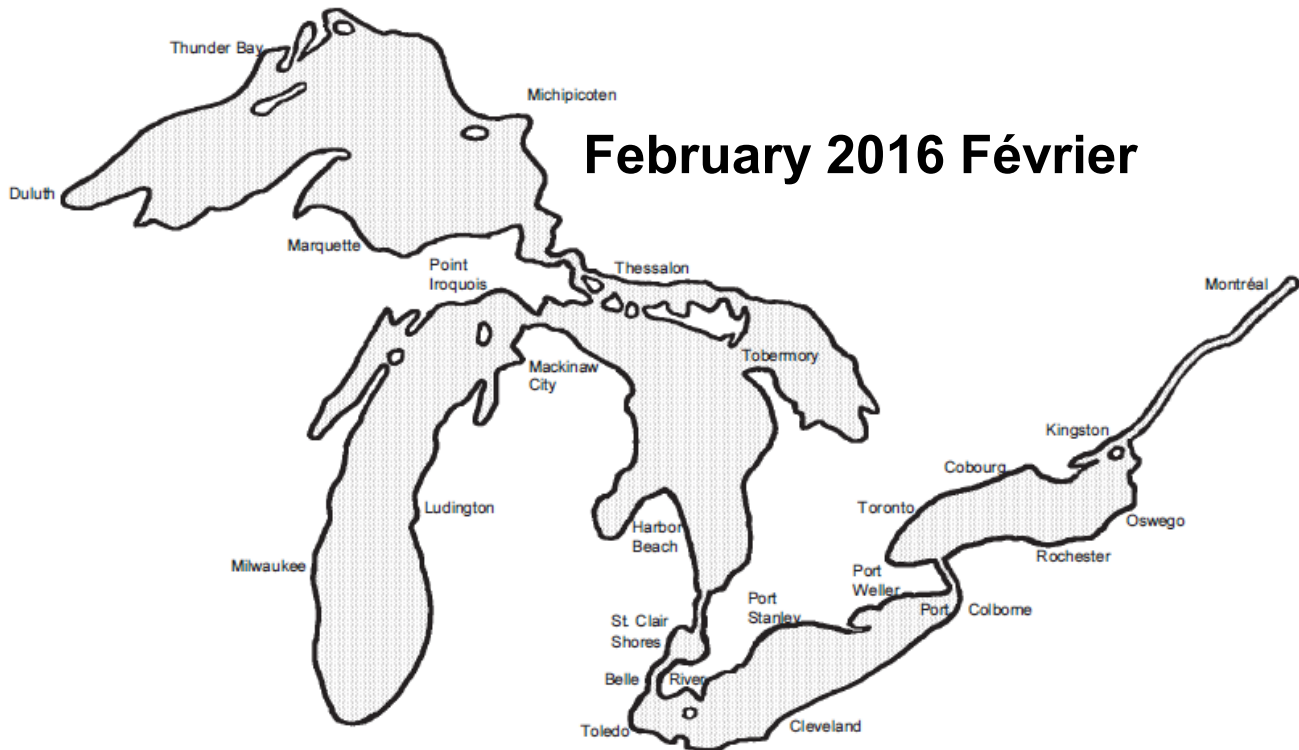 Thunder Bay
Michipicoten
February 2016 Février
Duluth
Marquette
Point
Iroquois
Thessalon
Montréal
Mackinaw
City
Tobermory
Kingston
Cobourg
Ludington
Toronto
Oswego
Harbor
Beach
Rochester
Milwaukee
Port
Weller
Port
Stanley
Port Colborne
St. Clair
Shores
Belle River
Toledo
Cleveland